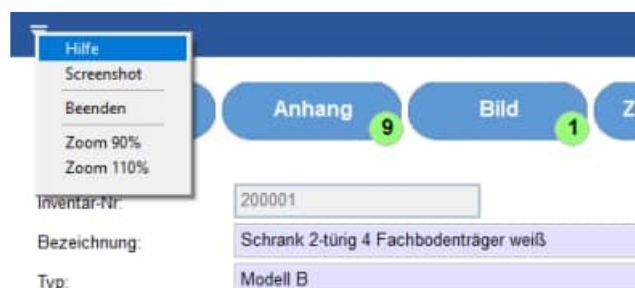 Hilfe
Screenshot
Beenden
Zoom 90%
Zoom 110%
Anhang 9
Bild 1
Z
Inventar-Nr: 200001
Bezeichnung: Schrank 2-türig 4 Fachbodenträger weiß
Typ: Modell B